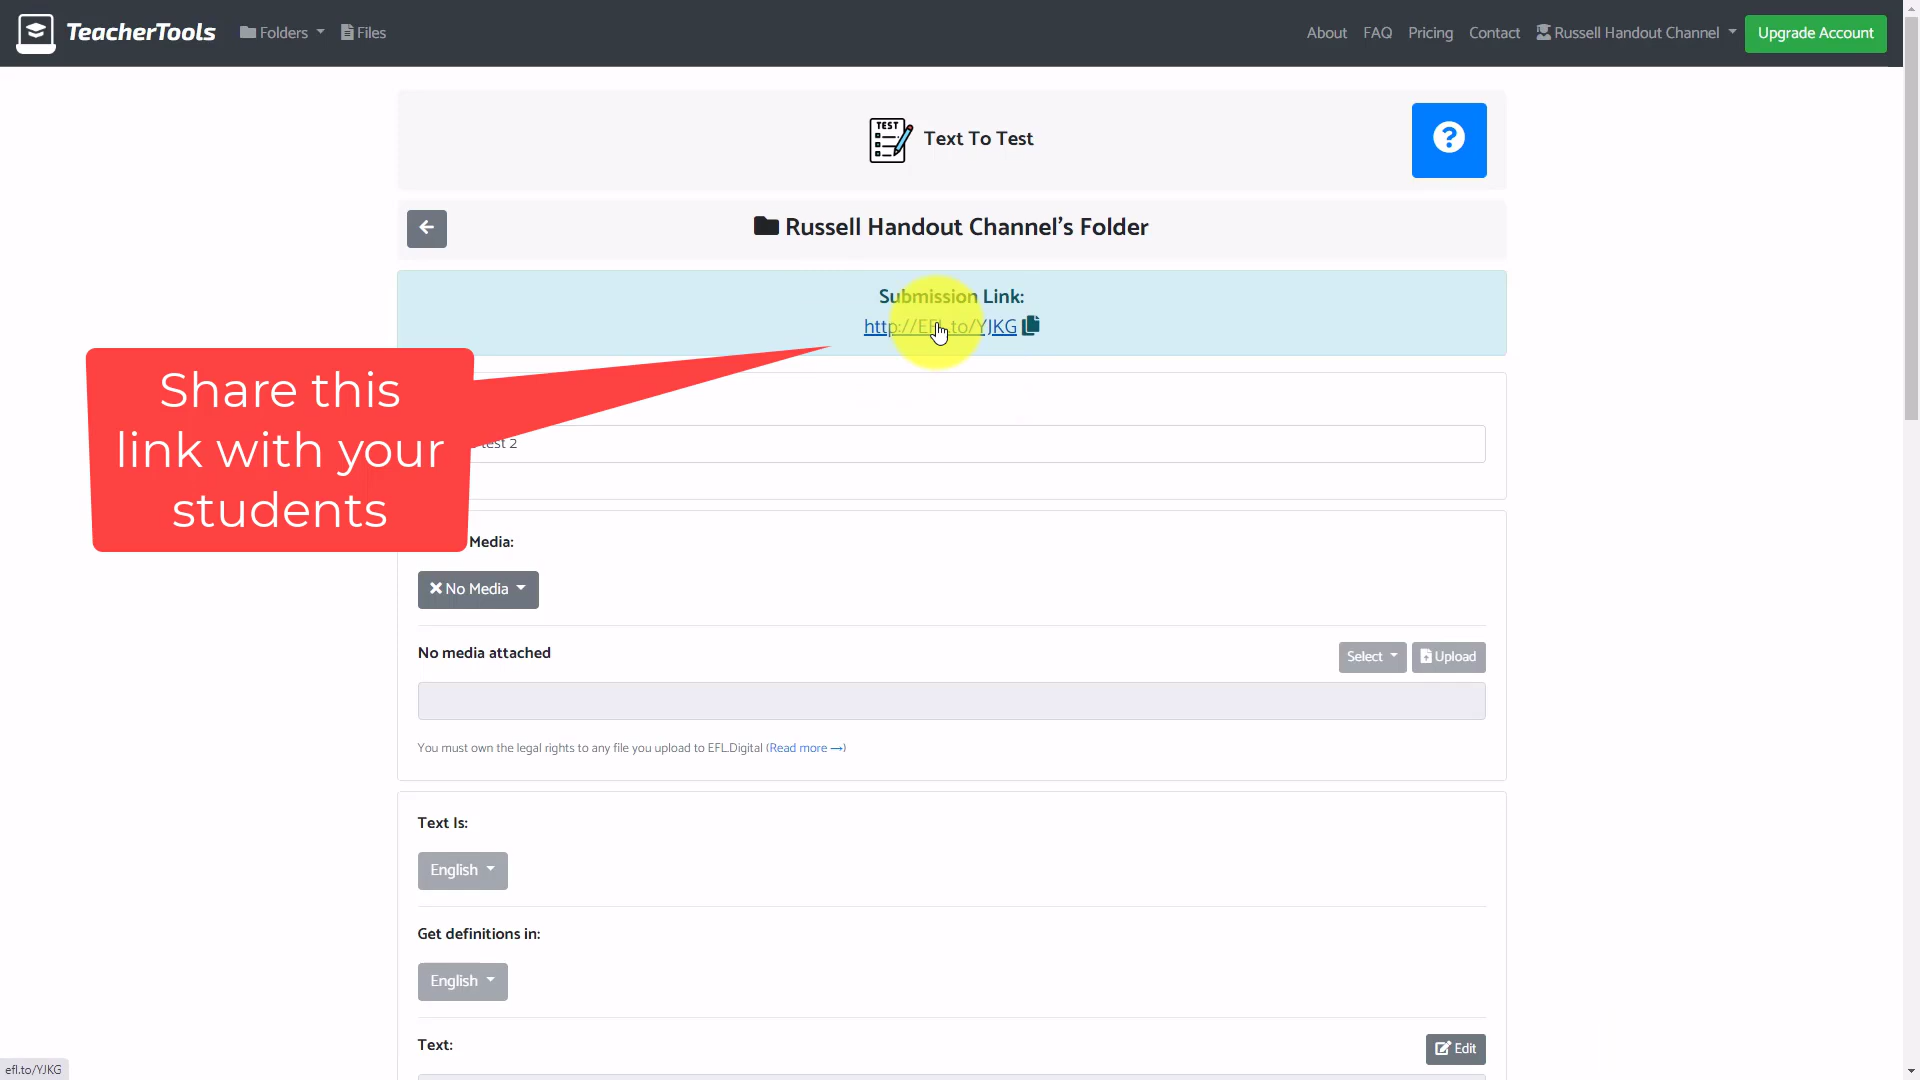 TeacherTools
Folders
Files
About
FAQ
Pricing
Contact
Russell Handout Channel
Upgrade Account
TEST
Text To Test
Russell Handout Channel's Folder
Submission Link:
http://EFL.to/YJKG
Share this
link with your
students
test 2
Media:
No Media
No media attached
Select
Upload
You must own the legal rights to any file you upload to EFL.Digital (Read more →)
Text Is:
English
Get definitions in:
English
Text:
Edit
efl.to/YJKG